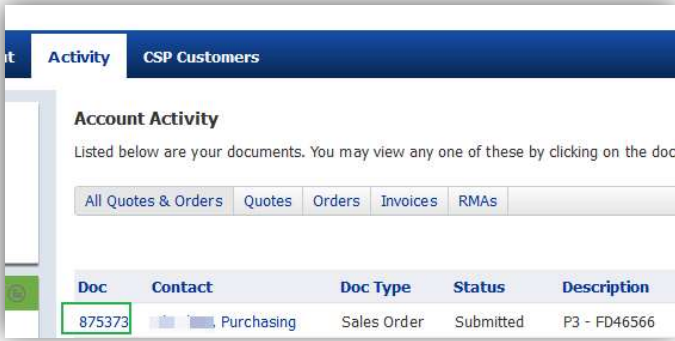 Activity CSP Customers
Account Activity
Listed below are your documents. You may view any one of these by clicking on the doc
All Quotes & Orders Quotes Orders Invoices RMAs
Doc Contact Doc Type Status Description
875373 , Purchasing Sales Order Submitted P3 - FD46566